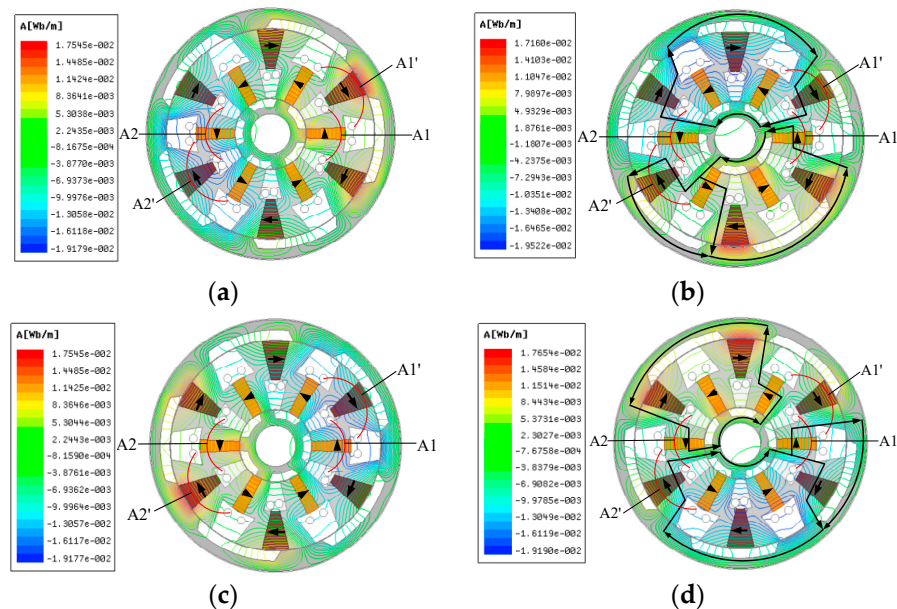 A[Wb/m]
1.7545e-002
1.4485e-002
1.1424e-002
8.3641e-003
5.3038e-003
2.2435e-003
-8.1675e-004
-3.8770e-003
-6.9373e-003
-9.9976e-003
-1.3058e-002
-1.6118e-002
-1.9179e-002
A1'
A2
A1
A2'
(a)
A[Wb/m]
1.7160e-002
1.4103e-002
1.1047e-002
7.9897e-003
4.9329e-003
1.8761e-003
-1.1807e-003
-4.2375e-003
-7.2943e-003
-1.0351e-002
-1.3408e-002
-1.6465e-002
-1.9522e-002
A1'
A2
A1
A2'
(b)
A[Wb/m]
1.7545e-002
1.4485e-002
1.1425e-002
8.3646e-003
5.3044e-003
2.2443e-003
-8.1590e-004
-3.8761e-003
-6.9362e-003
-9.9964e-003
-1.3057e-002
-1.6117e-002
-1.9177e-002
A1'
A2
A1
A2'
(c)
A[Wb/m]
1.7654e-002
1.4584e-002
1.1514e-002
8.4434e-003
5.3731e-003
2.3027e-003
-7.6758e-004
-3.8379e-003
-6.9082e-003
-9.9785e-003
-1.3049e-002
-1.6119e-002
-1.9190e-002
A1'
A2
A1
A2'
(d)